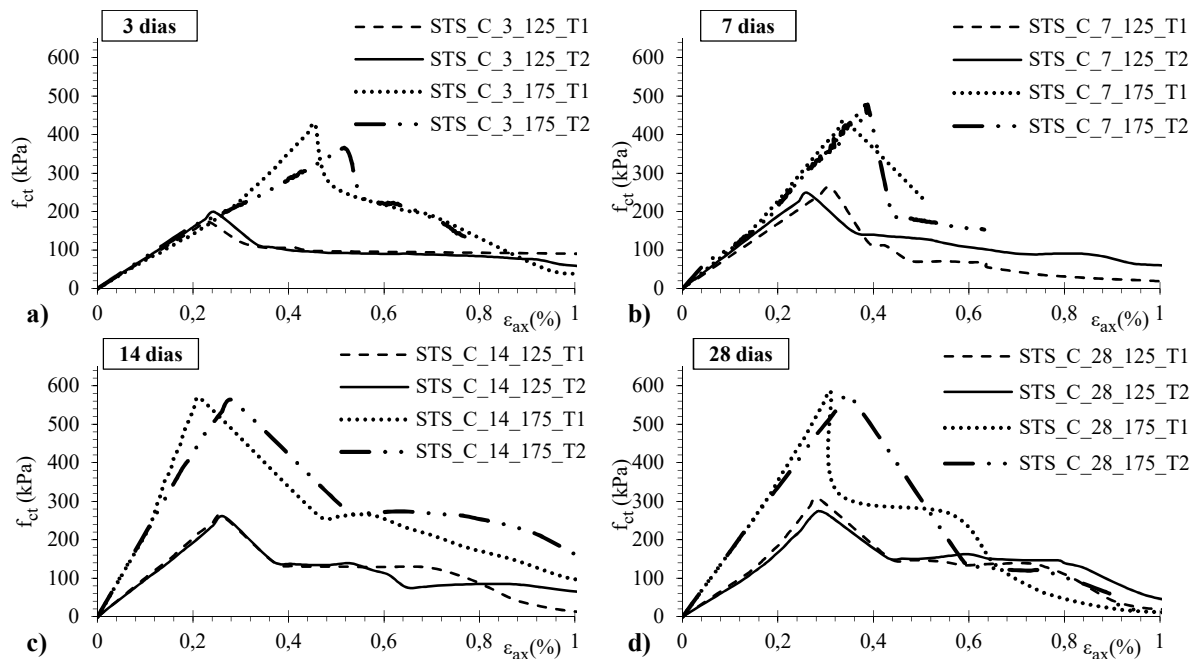 3 dias
STS_C_3_125_T1
STS_C_3_125_T2
STS_C_3_175_T1
STS_C_3_175_T2
600
500
400
300
200
100
0
f_ct (kPa)
0
0,2
0,4
0,6
0,8
1
ε_ax(%)
a)
7 dias
STS_C_7_125_T1
STS_C_7_125_T2
STS_C_7_175_T1
STS_C_7_175_T2
600
500
400
300
200
100
0
f_ct (kPa)
0
0,2
0,4
0,6
0,8
1
ε_ax(%)
b)
14 dias
STS_C_14_125_T1
STS_C_14_125_T2
STS_C_14_175_T1
STS_C_14_175_T2
600
500
400
300
200
100
0
f_ct (kPa)
0
0,2
0,4
0,6
0,8
1
ε_ax(%)
c)
28 dias
STS_C_28_125_T1
STS_C_28_125_T2
STS_C_28_175_T1
STS_C_28_175_T2
600
500
400
300
200
100
0
f_ct (kPa)
0
0,2
0,4
0,6
0,8
1
ε_ax(%)
d)